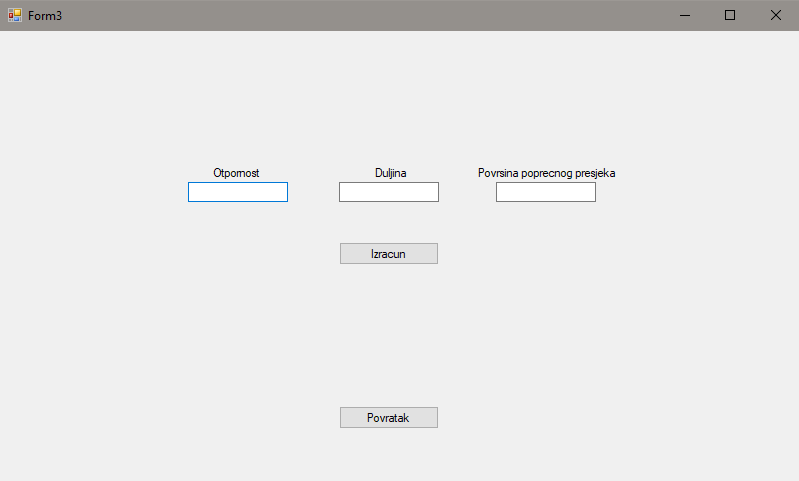 Form3
Otpornost
Duljina
Povrsina poprecnog presjeka
Izracun
Povratak